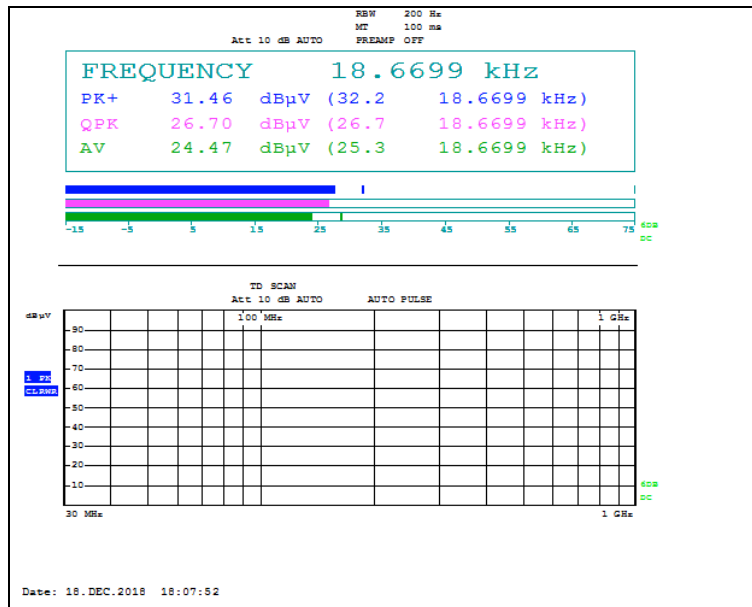 RBW 200 Hz
MT 100 ms
Att 10 dB AUTO PREAMP OFF
FREQUENCY 18.6699 kHz
PK+ 31.46 dBµV (32.2 18.6699 kHz)
QPK 26.70 dBµV (26.7 18.6699 kHz)
AV 24.47 dBµV (25.3 18.6699 kHz)
-15 -5 5 15 25 35 45 55 65 75
6DB
DC
TD SCAN
Att 10 dB AUTO AUTO PULSE
dBµV
100 MHz 1 GHz
90
80
70
1 PK
60
CLRWR
50
40
30
20
10
6DB
DC
30 MHz 1 GHz
Date: 18.DEC.2018 18:07:52